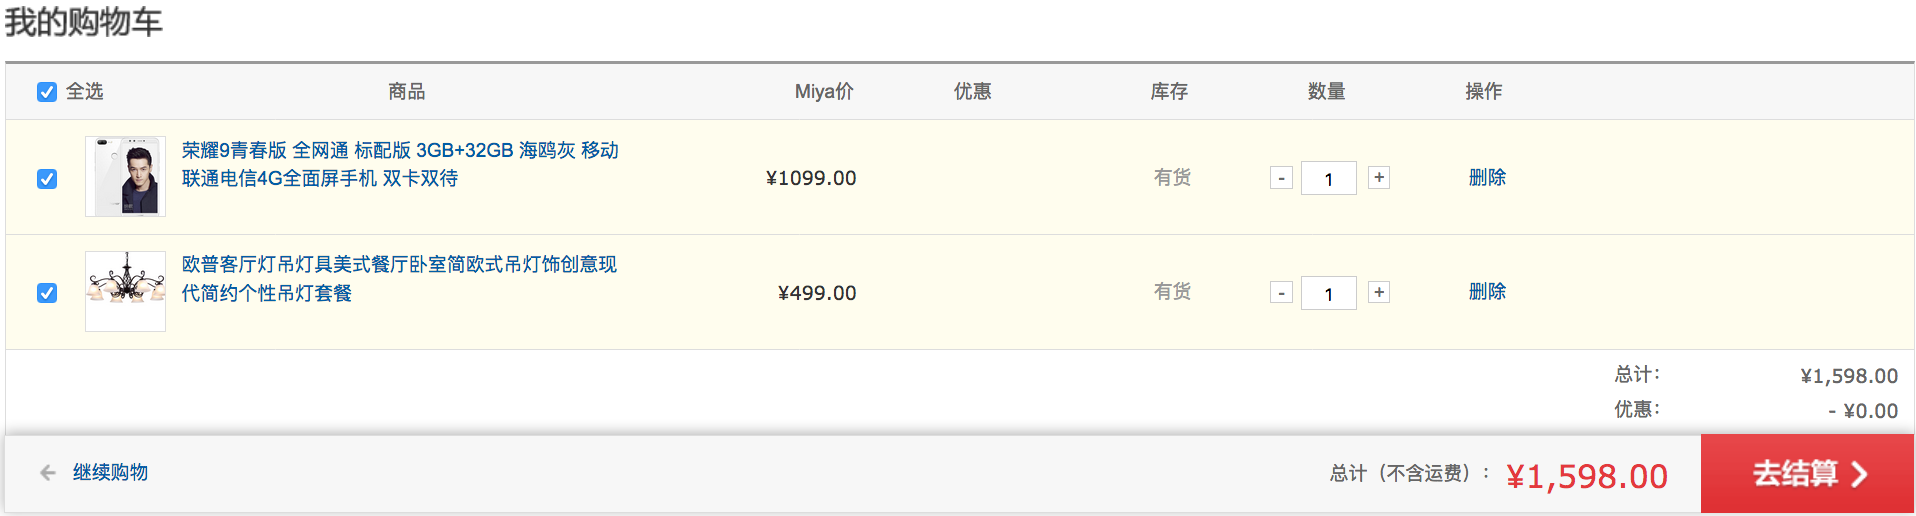 我的购物车
全选 商品 Miya价 优惠 库存 数量 操作
荣耀9青春版 全网通 标配版 3GB+32GB 海鸥灰 移动
联通电信4G全面屏手机 双卡双待
¥1099.00 有货 - 1 + 删除
欧普客厅灯吊灯具美式餐厅卧室简欧式吊灯饰创意现
代简约个性吊灯套餐
¥499.00 有货 - 1 + 删除
总计： ¥1,598.00
优惠： - ¥0.00
继续购物 总计（不含运费）： ¥1,598.00 去结算